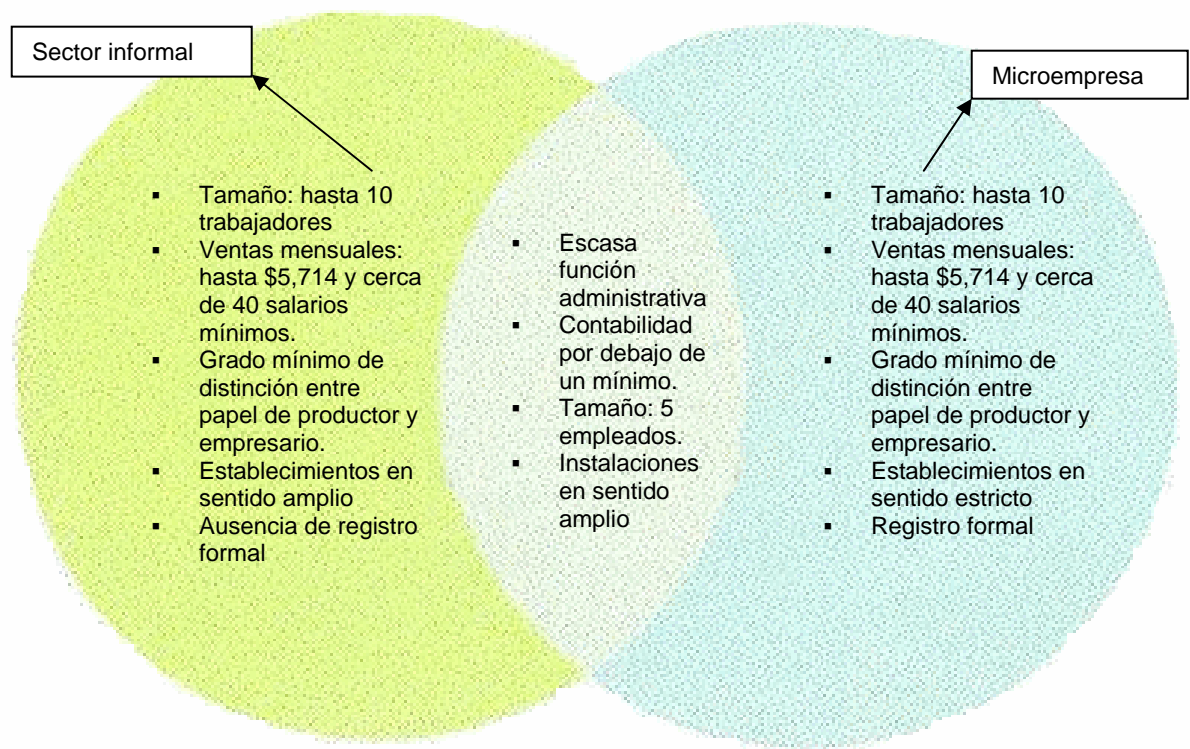 Sector informal
Microempresa
▪ Tamaño: hasta 10
trabajadores
▪ Ventas mensuales:
hasta $5,714 y cerca
de 40 salarios
mínimos.
▪ Grado mínimo de
distinción entre
papel de productor y
empresario.
▪ Establecimientos en
sentido amplio
▪ Ausencia de registro
formal
▪ Escasa
función
administrativa
▪ Contabilidad
por debajo de
un mínimo.
▪ Tamaño: 5
empleados.
▪ Instalaciones
en sentido
amplio
▪ Tamaño: hasta 10
trabajadores
▪ Ventas mensuales:
hasta $5,714 y cerca
de 40 salarios
mínimos.
▪ Grado mínimo de
distinción entre
papel de productor y
empresario.
▪ Establecimientos en
sentido estricto
▪ Registro formal